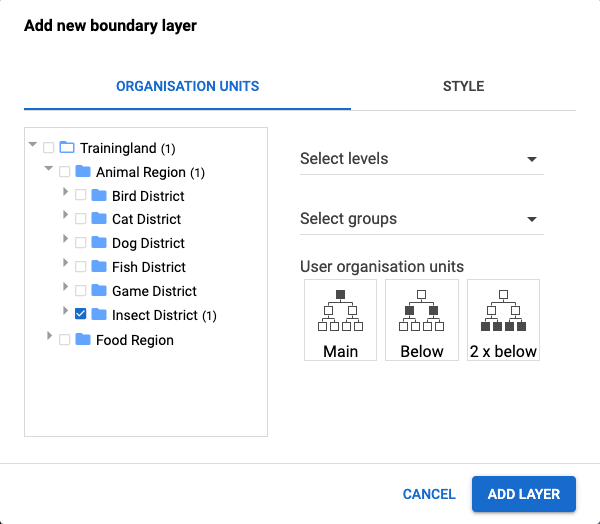 Add new boundary layer
ORGANISATION UNITS STYLE
Trainingland (1)
Animal Region (1)
Bird District
Cat District
Dog District
Fish District
Game District
Insect District (1)
Food Region
Select levels
Select groups
User organisation units
Main Below 2 x below
CANCEL ADD LAYER